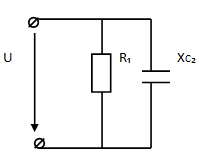 U R₁ Xc₂